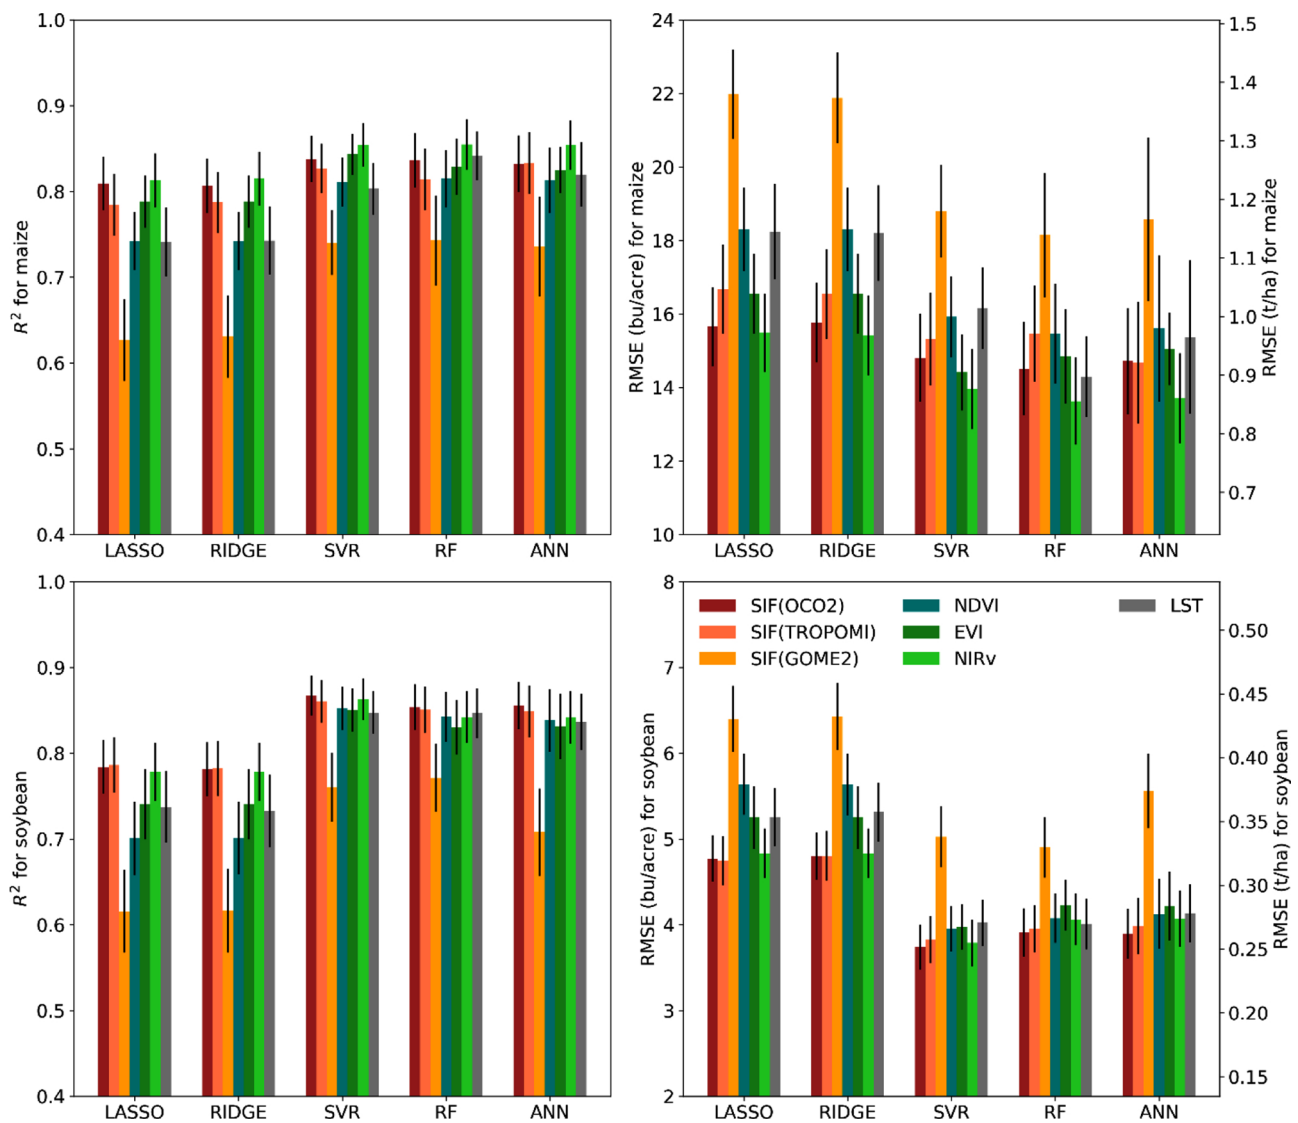 1.0
0.9
0.8
0.7
0.6
0.5
0.4
R² for maize
LASSO RIDGE SVR RF ANN
24
22
20
18
16
14
12
10
RMSE (bu/acre) for maize
1.5
1.4
1.3
1.2
1.1
1.0
0.9
0.8
0.7
RMSE (t/ha) for maize
LASSO RIDGE SVR RF ANN
1.0
0.9
0.8
0.7
0.6
0.5
0.4
R² for soybean
LASSO RIDGE SVR RF ANN
8
7
6
5
4
3
2
RMSE (bu/acre) for soybean
SIF(OCO2)
SIF(TROPOMI)
SIF(GOME2)
NDVI
EVI
NIRv
LST
0.50
0.45
0.40
0.35
0.30
0.25
0.20
0.15
RMSE (t/ha) for soybean
LASSO RIDGE SVR RF ANN